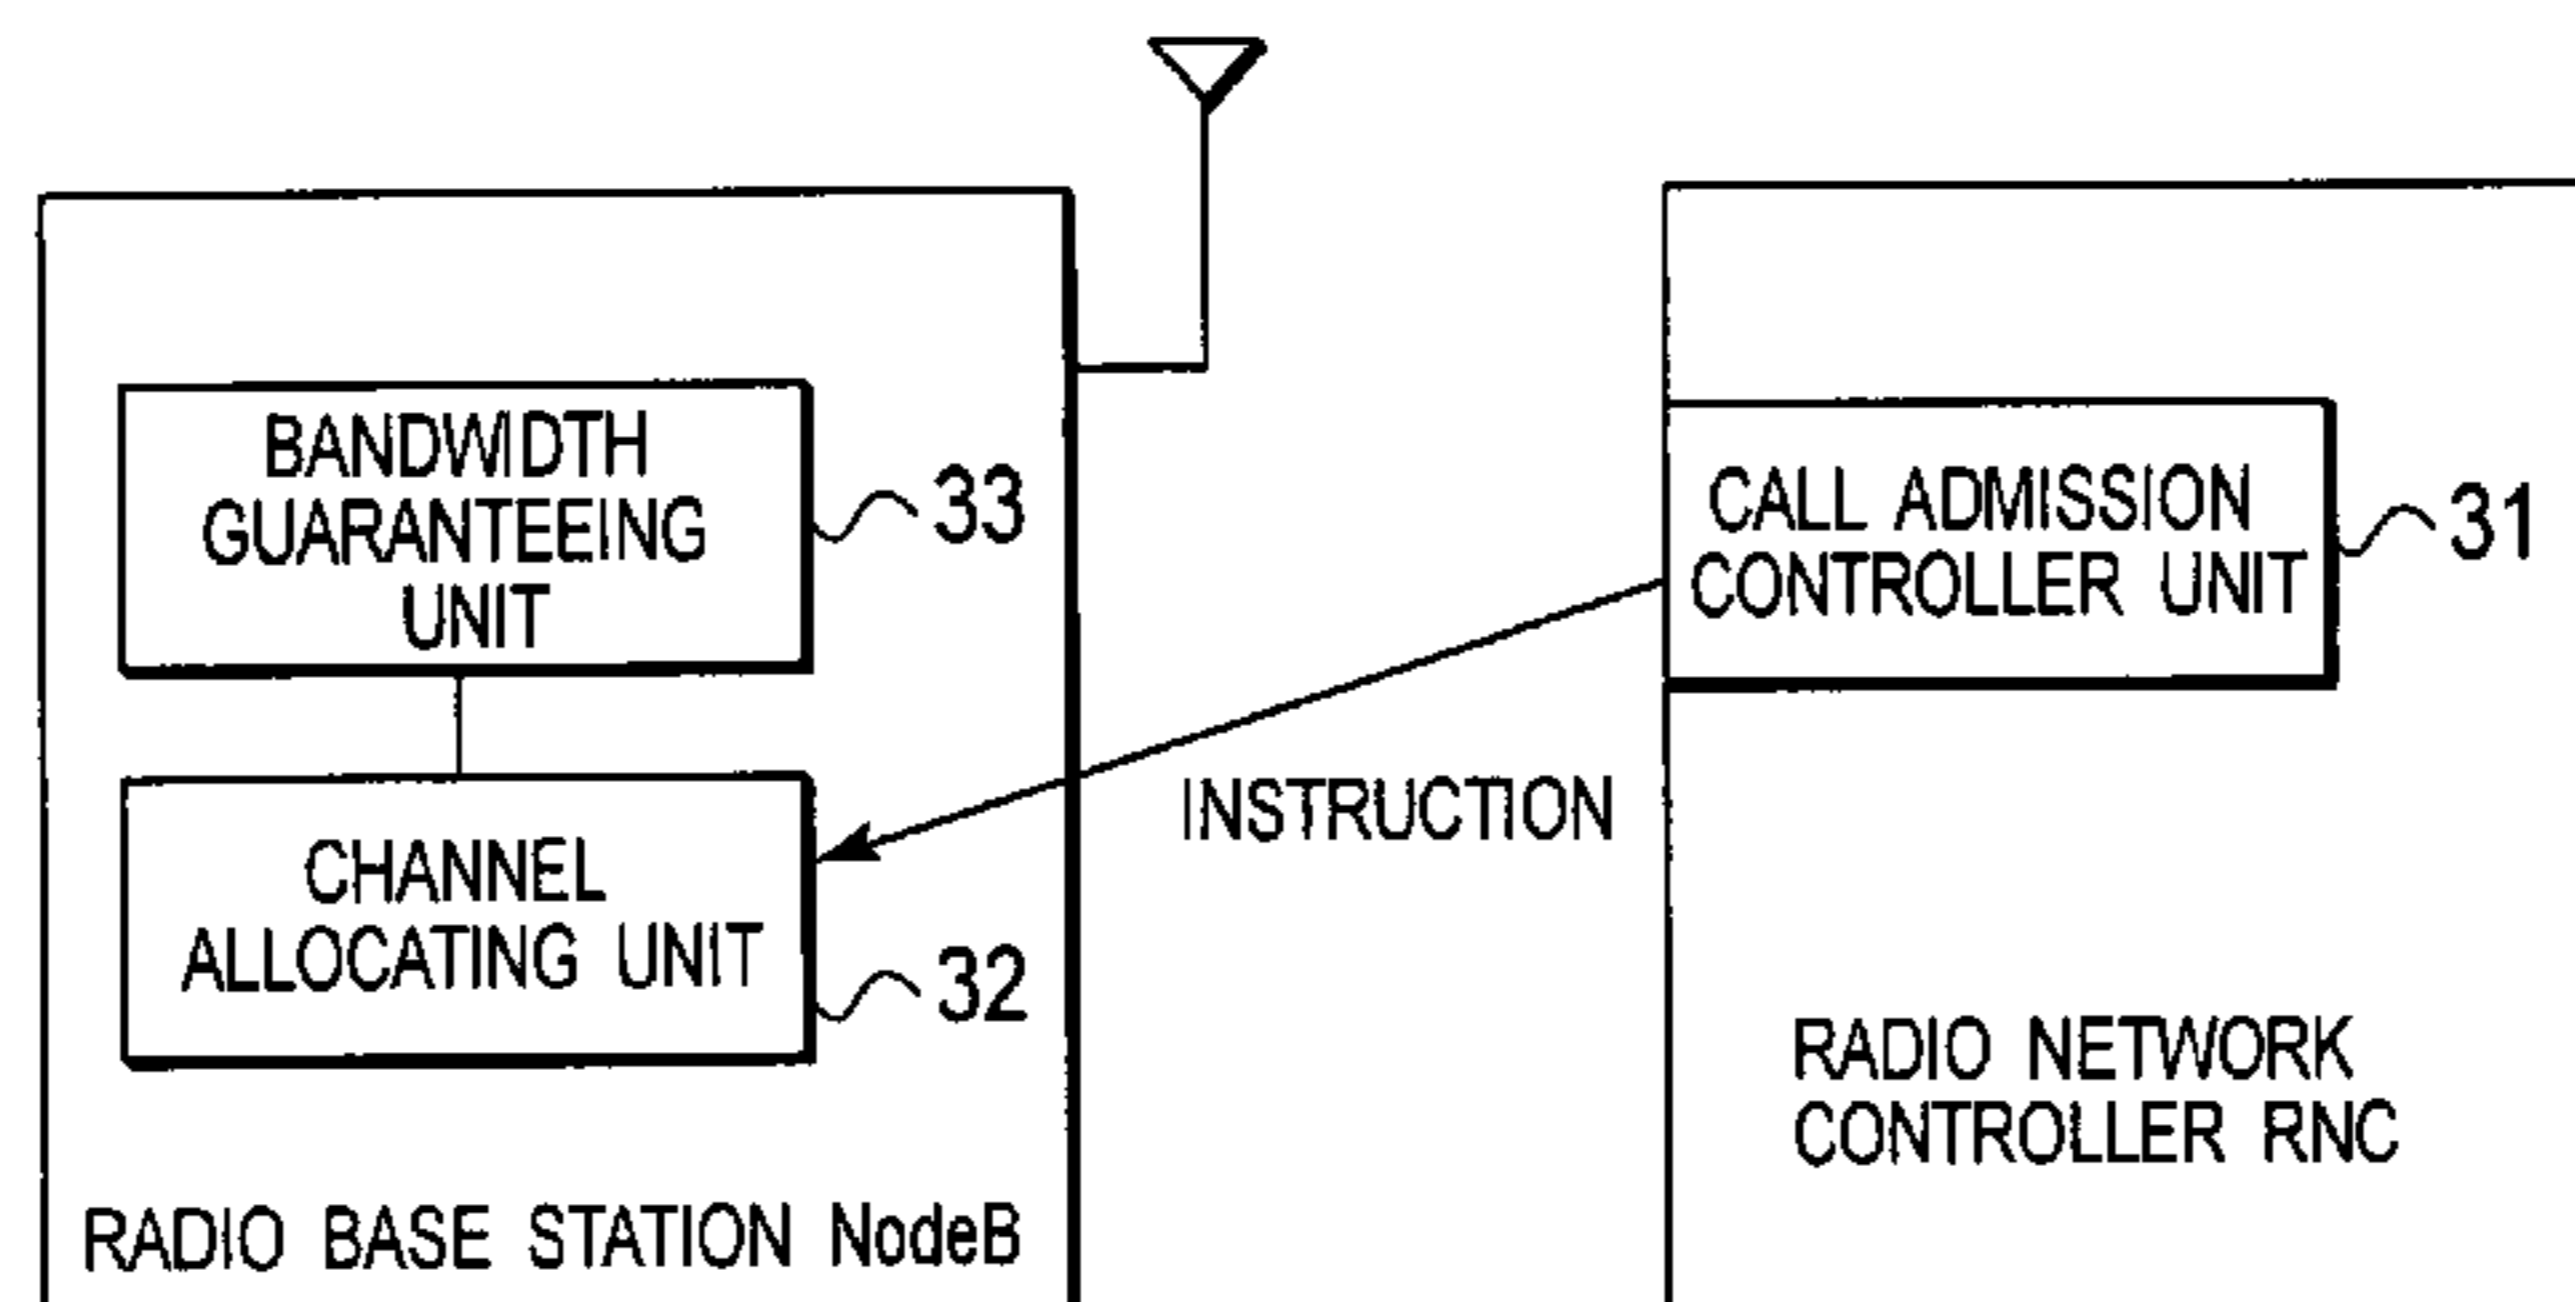 BANDWIDTH
GUARANTEEING
UNIT
33
CHANNEL
ALLOCATING UNIT
32
RADIO BASE STATION NodeB
INSTRUCTION
CALL ADMISSION
CONTROLLER UNIT
31
RADIO NETWORK
CONTROLLER RNC